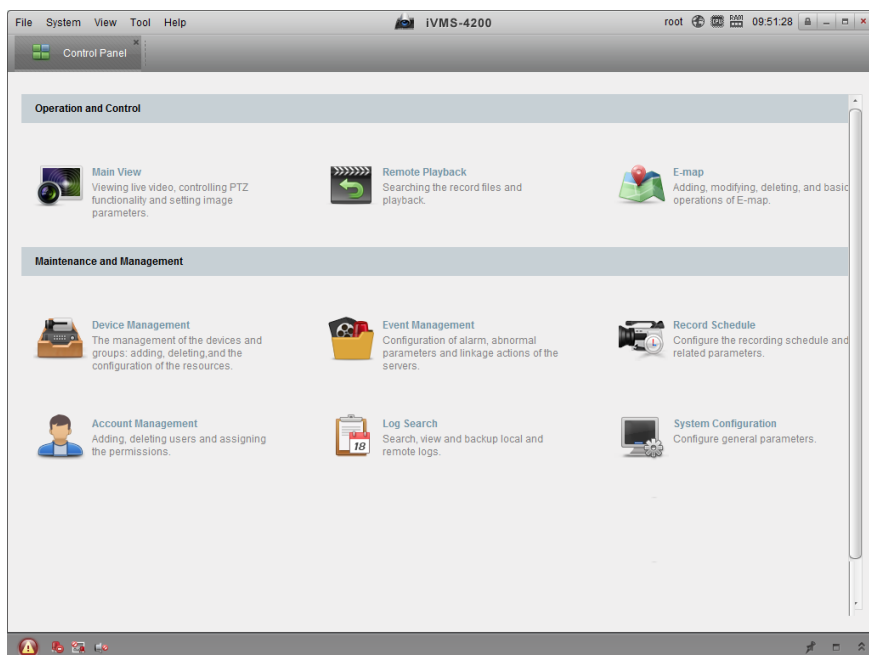 File System View Tool Help iVMS-4200 root CPU RAM 09:51:28
Control Panel
Operation and Control
Main View
Viewing live video, controlling PTZ
functionality and setting image
parameters.
Remote Playback
Searching the record files and
playback.
E-map
Adding, modifying, deleting, and basic
operations of E-map.
Maintenance and Management
Device Management
The management of the devices and
groups: adding, deleting,and the
configuration of the resources.
Event Management
Configuration of alarm, abnormal
parameters and linkage actions of the
servers.
Record Schedule
Configure the recording schedule and
related parameters.
Account Management
Adding, deleting users and assigning
the permissions.
18
Log Search
Search, view and backup local and
remote logs.
System Configuration
Configure general parameters.